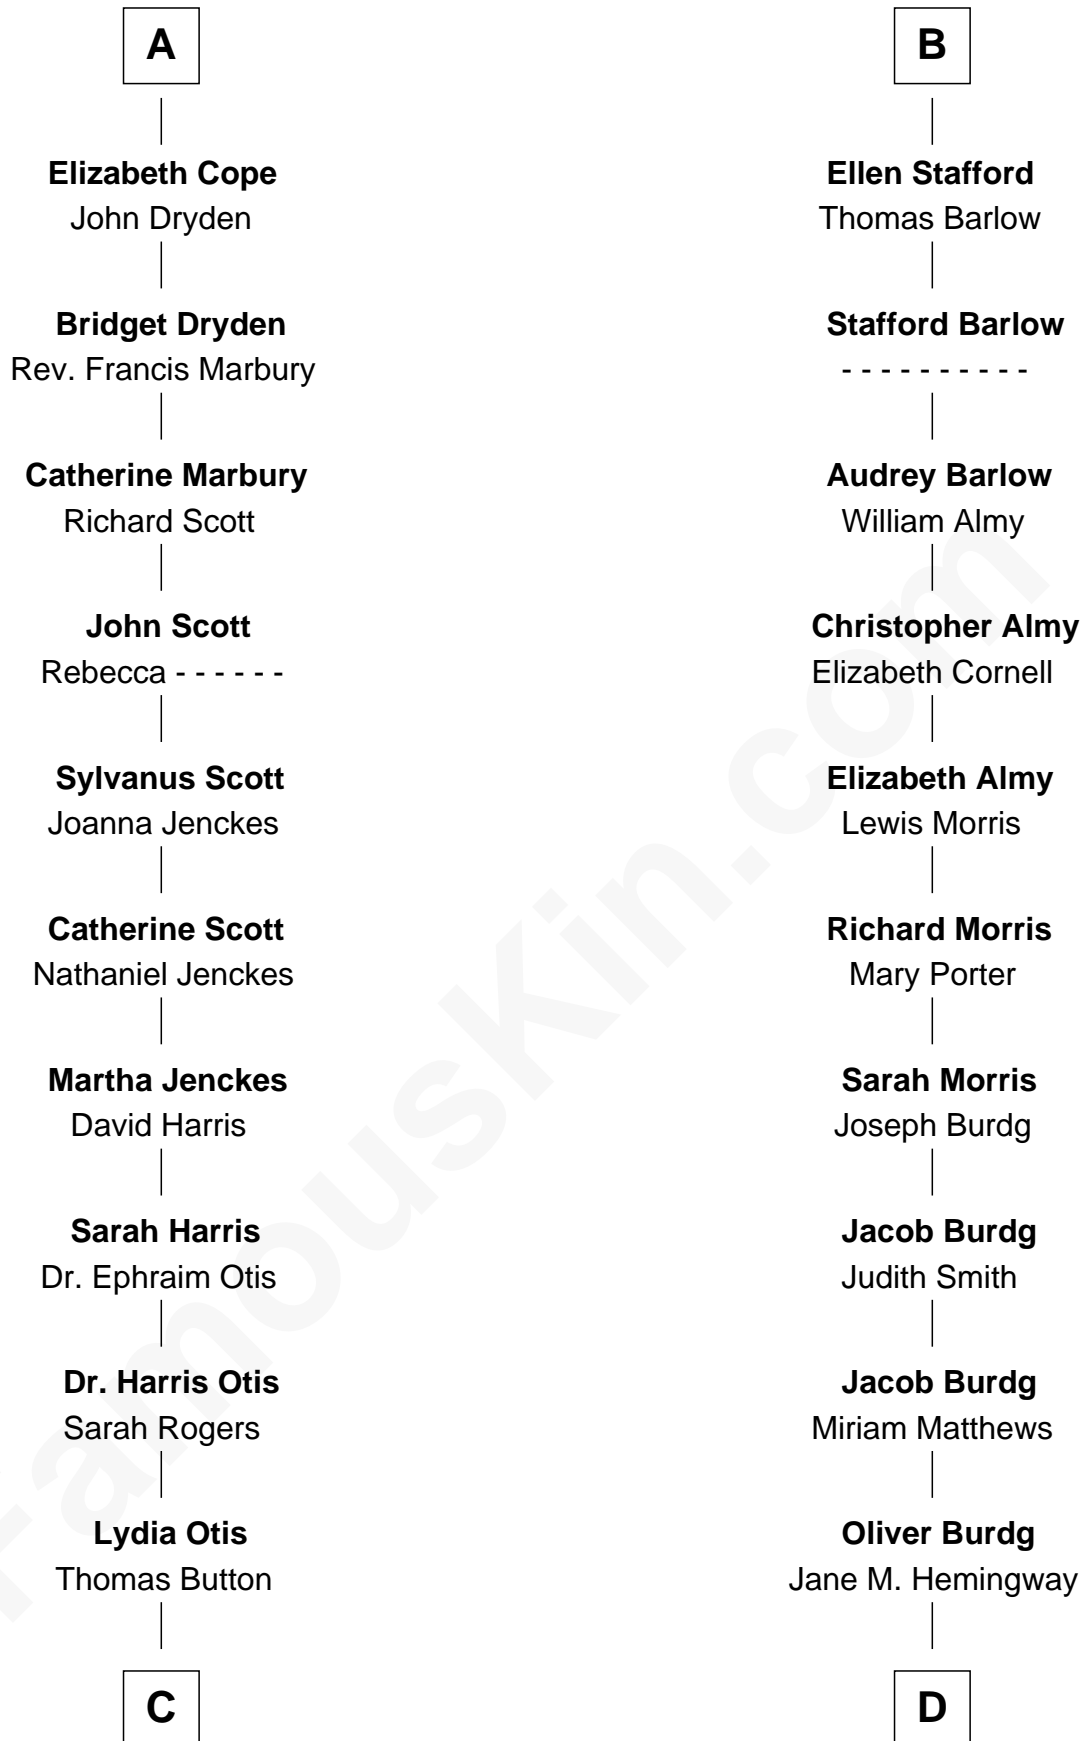 A
Elizabeth Cope
John Dryden
Bridget Dryden
Rev. Francis Marbury
Catherine Marbury
Richard Scott
John Scott
Rebecca - - - - - -
Sylvanus Scott
Joanna Jenckes
Catherine Scott
Nathaniel Jenckes
Martha Jenckes
David Harris
Sarah Harris
Dr. Ephraim Otis
Dr. Harris Otis
Sarah Rogers
Lydia Otis
Thomas Button
C
B
Ellen Stafford
Thomas Barlow
Stafford Barlow
- - - - - - - - - -
Audrey Barlow
William Almy
Christopher Almy
Elizabeth Cornell
Elizabeth Almy
Lewis Morris
Richard Morris
Mary Porter
Sarah Morris
Joseph Burdg
Jacob Burdg
Judith Smith
Jacob Burdg
Miriam Matthews
Oliver Burdg
Jane M. Hemingway
D
FamousKin.com